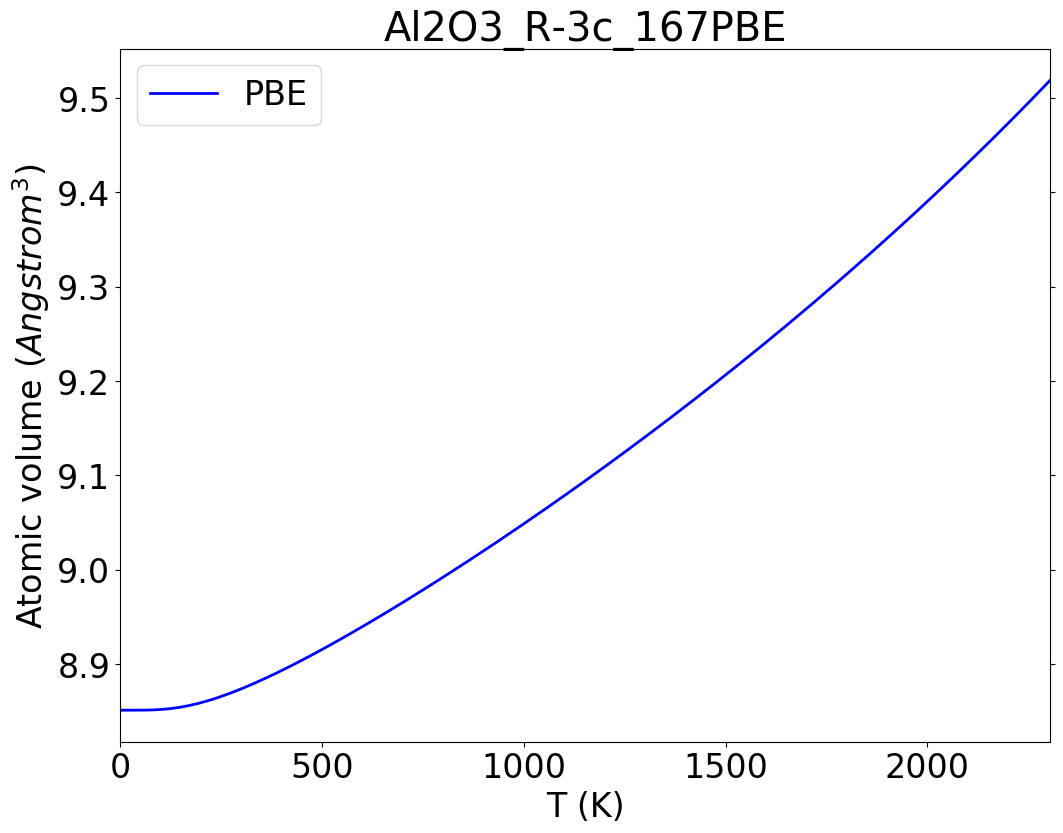 Al2O3_R-3c_167PBE
PBE
Atomic volume (Angstrom³)
9.5
9.4
9.3
9.2
9.1
9.0
8.9
0 500 1000 1500 2000
T (K)